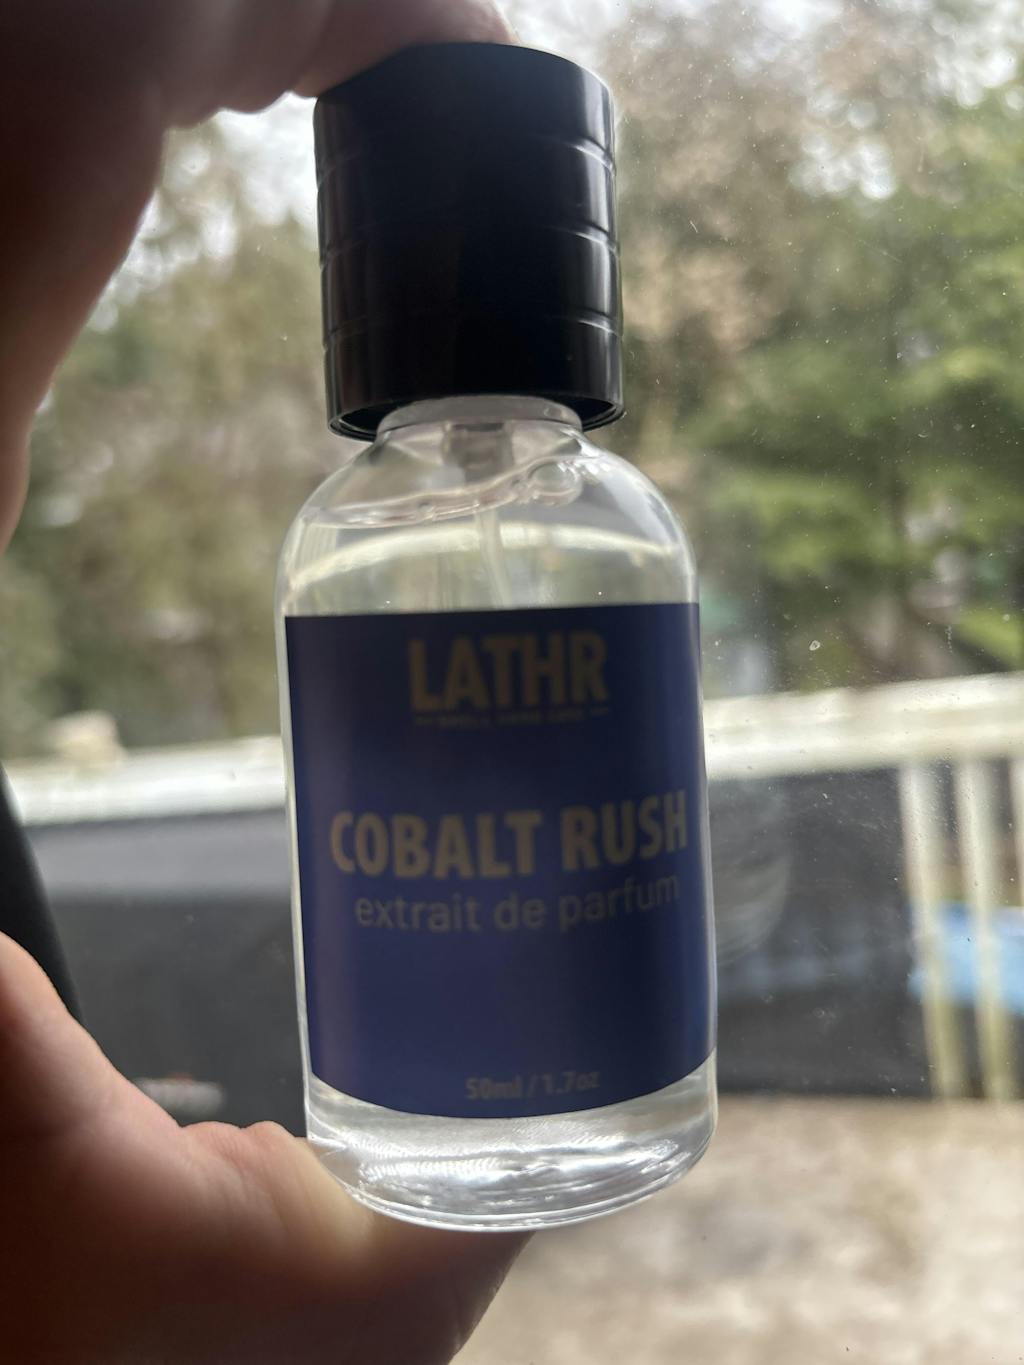 LATHR
COBALT RUSH
extrait de parfum
50ml / 1.7oz